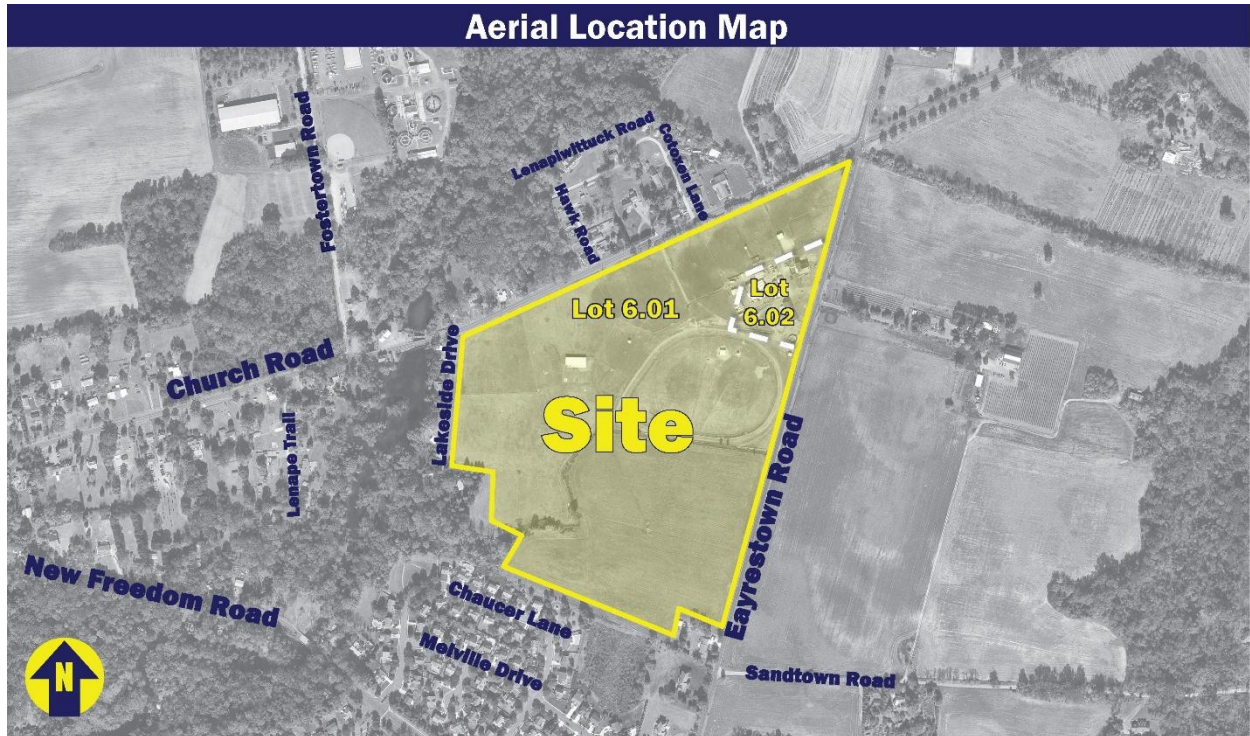 Aerial Location Map
Fostertown Road
Lenapiwittuck Road
Cotoxen Lane
Hawk Road
Lot 6.01
Lot
6.02
Church Road
Lakeside Drive
Lenape Trail
Site
Eayrestown Road
New Freedom Road
Chaucer Lane
Melville Drive
Sandtown Road
N